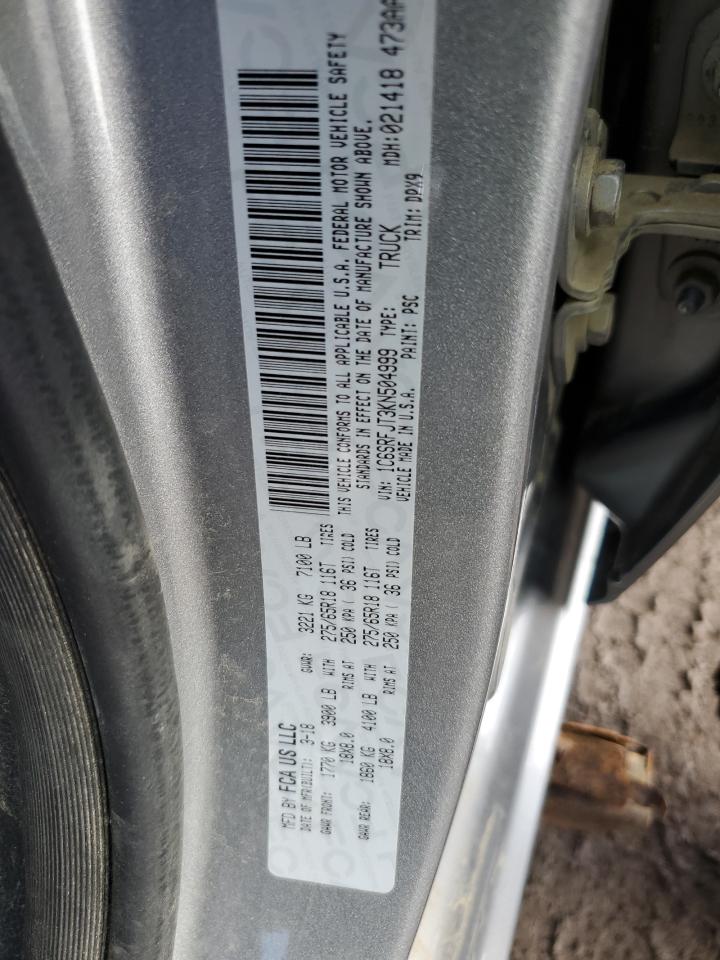 MFD BY FCA US LLC
DATE OF MFR(BUILT): 3-18 GVWR: 3221 KG 7100 LB
GAWR FRONT: 1770 KG 3900 LB WITH 275/65R18 116T TIRES
18X8.0 RIMS AT 250 KPA ( 36 PSI) COLD
GAWR REAR: 1860 KG 4100 LB WITH 275/65R18 116T TIRES
18X8.0 RIMS AT 250 KPA ( 36 PSI) COLD
THIS VEHICLE CONFORMS TO ALL APPLICABLE U.S.A. FEDERAL MOTOR VEHICLE SAFETY
STANDARDS IN EFFECT ON THE DATE OF MANUFACTURE SHOWN ABOVE.
VIN: 1C6SRFJT3KN504999 TYPE: TRUCK MDH:021418 473AA
VEHICLE MADE IN U.S.A. PAINT: PSC TRIM: DPX9